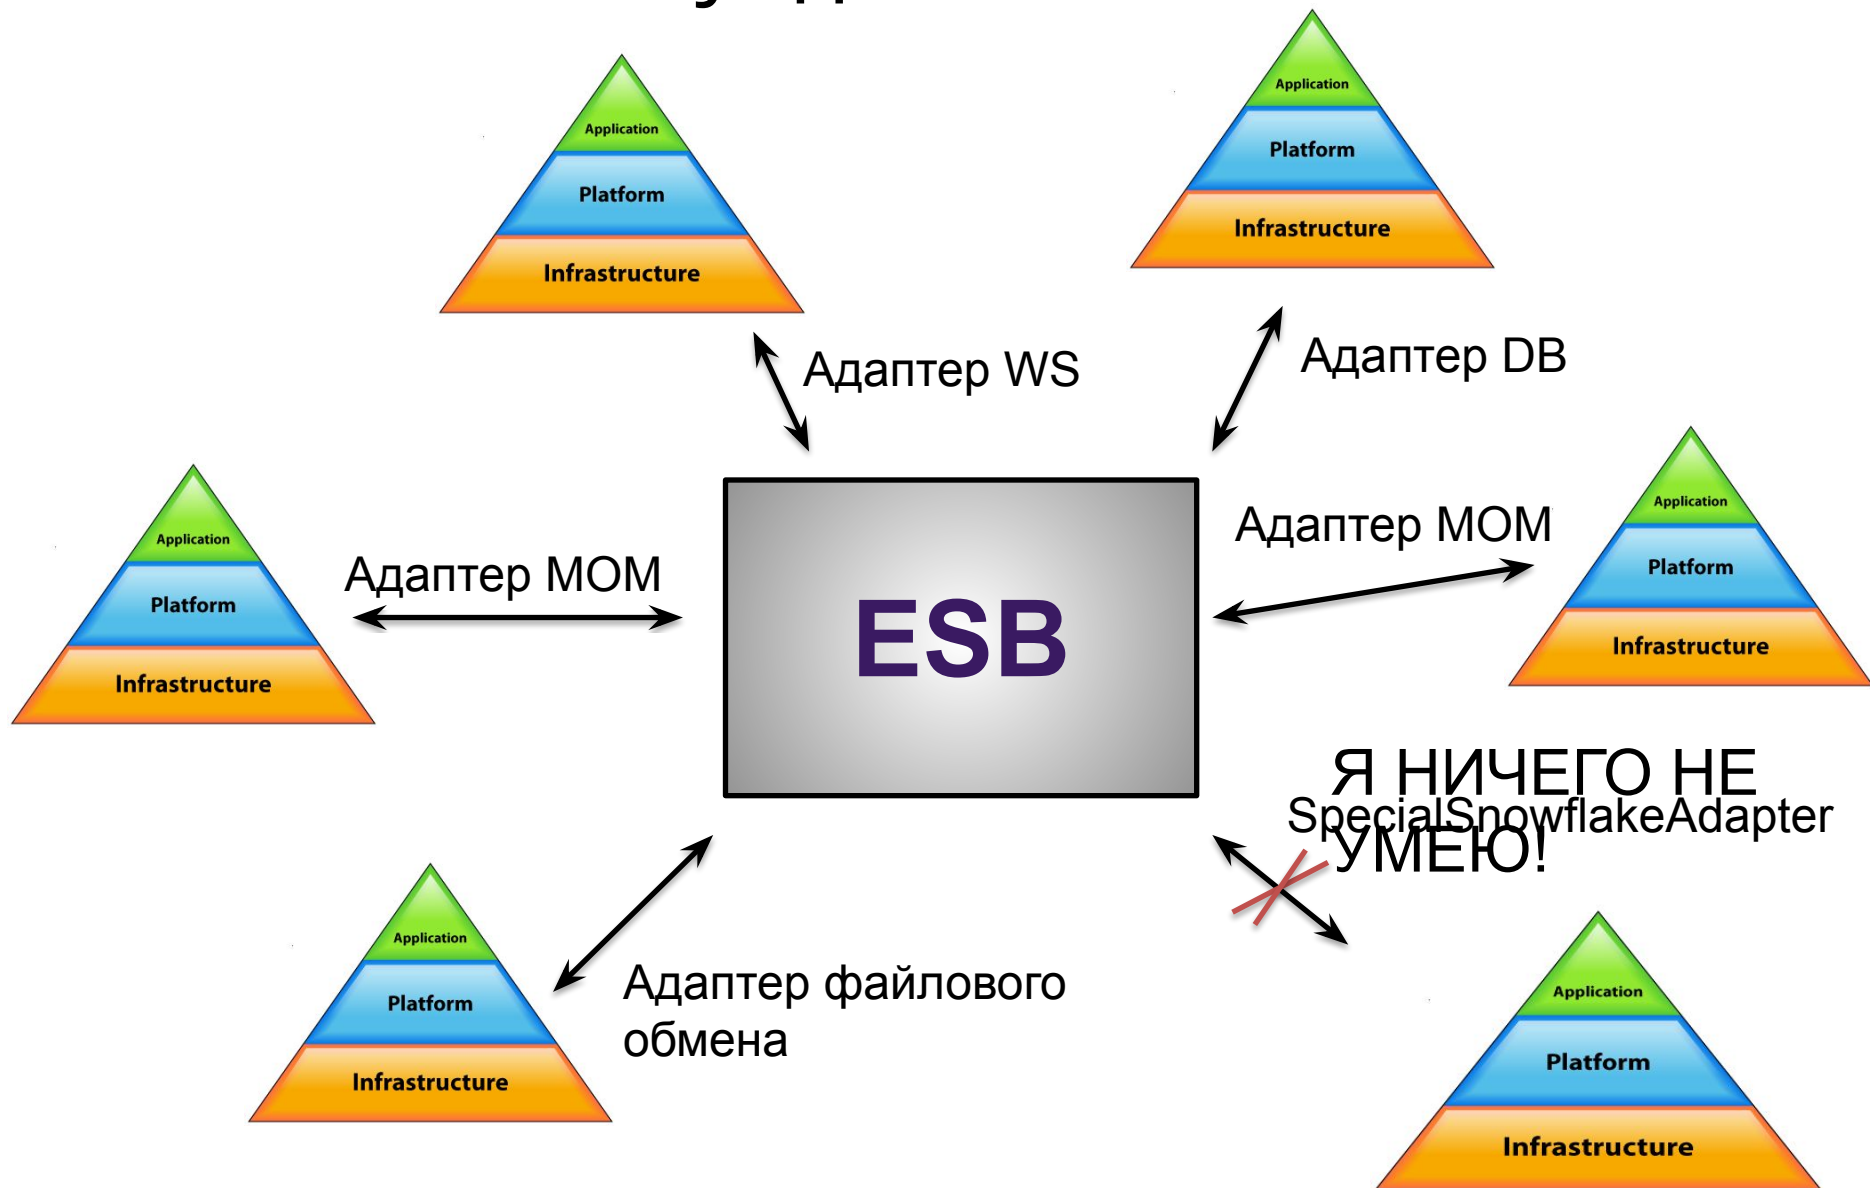 Application
Platform
Infrastructure
Application
Platform
Infrastructure
Адаптер WS
Адаптер DB
Application
Platform
Infrastructure
Адаптер MOM
ESB
Адаптер MOM
Application
Platform
Infrastructure
Я НИЧЕГО НЕ
SpecialSnowflakeAdapter
УМЕЮ!
Application
Platform
Infrastructure
Адаптер файлового
обмена
Application
Platform
Infrastructure